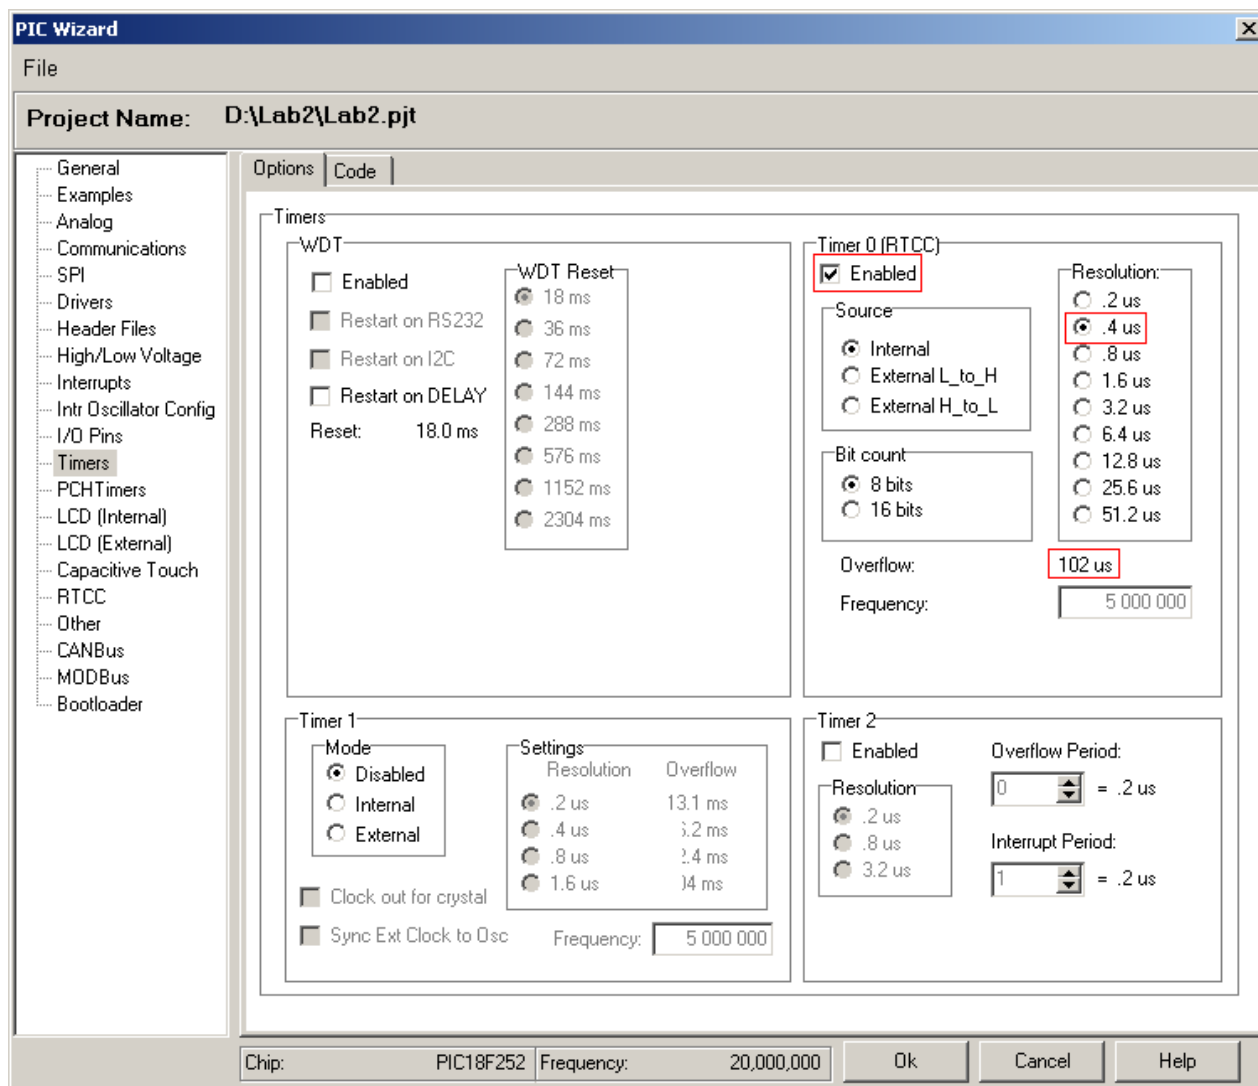 PIC Wizard
File
Project Name: D:\Lab2\Lab2.pjt
General
Examples
Analog
Communications
SPI
Drivers
Header Files
High/Low Voltage
Interrupts
Intr Oscillator Config
I/O Pins
Timers
PCHTimers
LCD (Internal)
LCD (External)
Capacitive Touch
RTCC
Other
CANBus
MODBus
Bootloader
Options Code
Timers
WDT
Enabled
Restart on RS232
Restart on I2C
Restart on DELAY
Reset: 18.0 ms
WDT Reset
18 ms
36 ms
72 ms
144 ms
288 ms
576 ms
1152 ms
2304 ms
Timer 0 (RTCC)
Enabled
Source
Internal
External L_to_H
External H_to_L
Bit count
8 bits
16 bits
Resolution:
.2 us
.4 us
.8 us
1.6 us
3.2 us
6.4 us
12.8 us
25.6 us
51.2 us
Overflow: 102 us
Frequency: 5 000 000
Timer 1
Mode
Disabled
Internal
External
Clock out for crystal
Sync Ext Clock to Osc
Settings
Resolution Overflow
.2 us 13.1 ms
.4 us .2 ms
.8 us .4 ms
1.6 us 4 ms
Frequency: 5 000 000
Timer 2
Enabled
Resolution
.2 us
.8 us
3.2 us
Overflow Period:
0 = .2 us
Interrupt Period:
1 = .2 us
Chip: PIC18F252 Frequency: 20,000,000 Ok Cancel Help